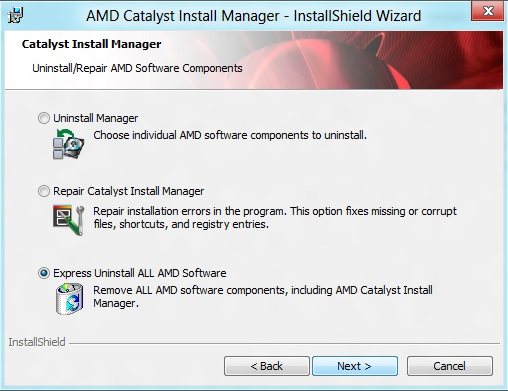 AMD Catalyst Install Manager - InstallShield Wizard
Catalyst Install Manager
Uninstall/Repair AMD Software Components
Uninstall Manager
Choose individual AMD software components to uninstall.
Repair Catalyst Install Manager
Repair installation errors in the program. This option fixes missing or corrupt
files, shortcuts, and registry entries.
Express Uninstall ALL AMD Software
Remove ALL AMD software components, including AMD Catalyst Install
Manager.
InstallShield
< Back
Next >
Cancel